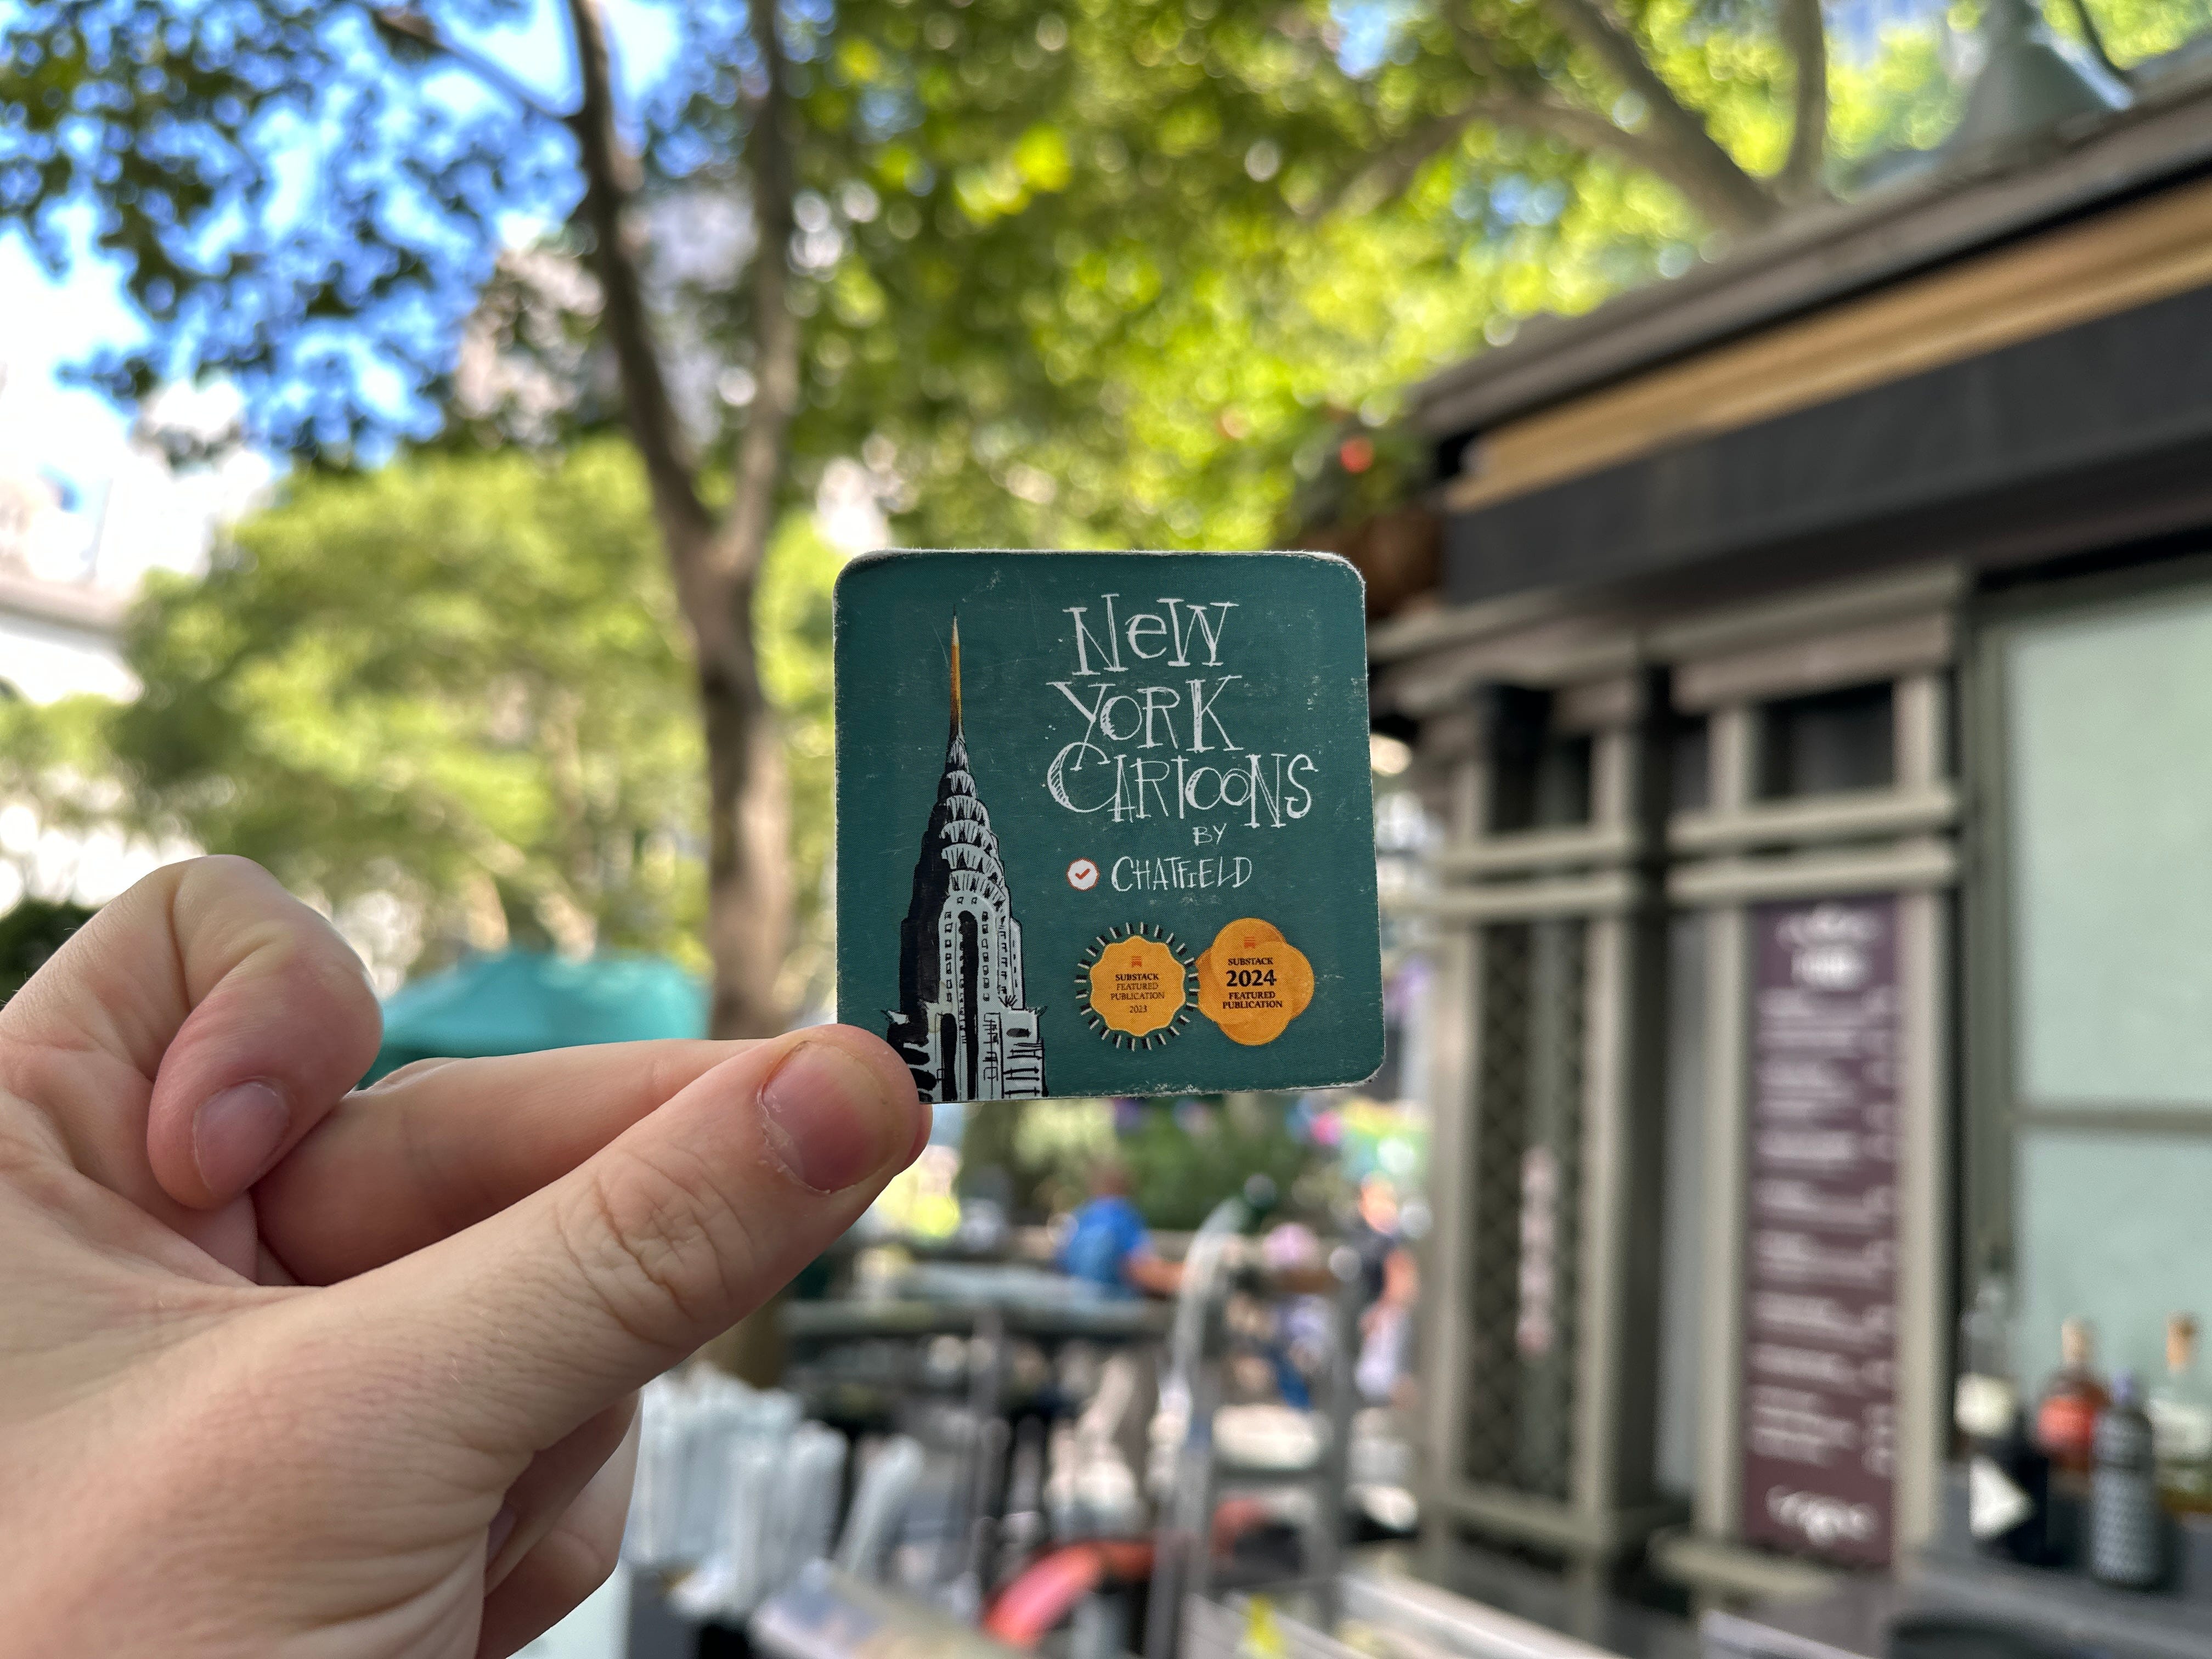 NEW
YORK
CARTOONS
BY
CHATFIELD
SUBSTACK
FEATURED
PUBLICATION
2023
SUBSTACK
2024
FEATURED
PUBLICATION